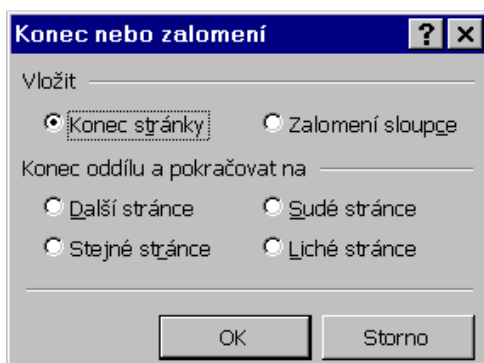 Konec nebo zalomení
Vložit
Konec stránky Zalomení sloupce
Konec oddílu a pokračovat na
Další stránce Sudé stránce
Stejné stránce Liché stránce
OK Storno